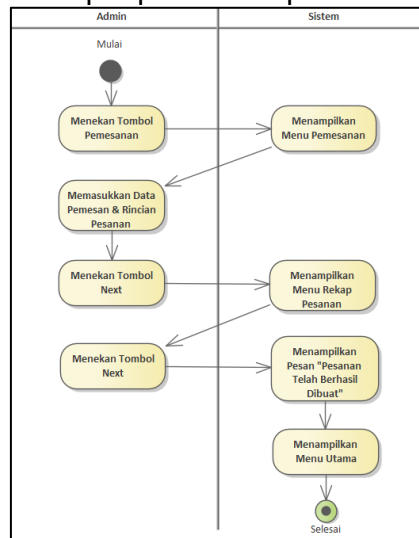 Admin
Sistem
Mulai
Menekan Tombol
Pemesanan
Menampilkan
Menu Pemesanan
Memasukkan Data
Pemesan & Rincian
Pesanan
Menekan Tombol
Next
Menampilkan
Menu Rekap
Pesanan
Menekan Tombol
Next
Menampilkan
Pesan "Pesanan
Telah Berhasil
Dibuat"
Menampilkan
Menu Utama
Selesai